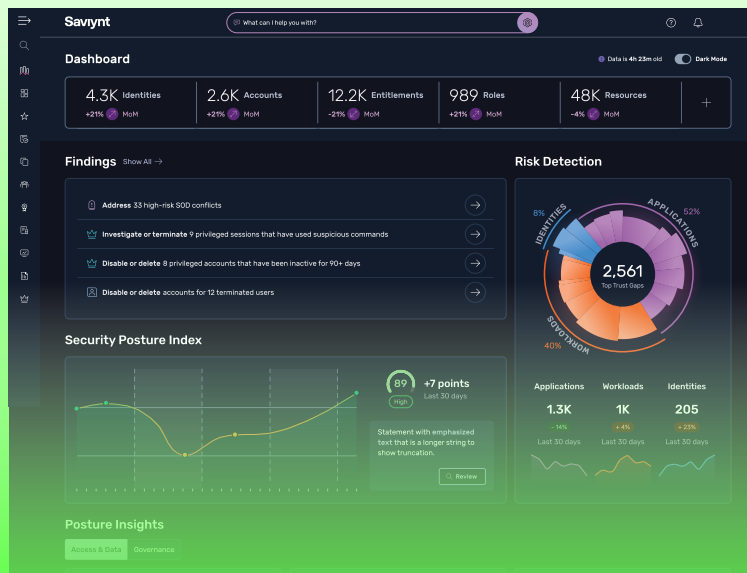 Saviynt
What can I help you with?
Dashboard
Data is 4h 23m old
Dark Mode
4.3K Identities
+21% MoM
2.6K Accounts
+21% MoM
12.2K Entitlements
-21% MoM
989 Roles
+21% MoM
48K Resources
-4% MoM
Findings Show All
Address 33 high-risk SOD conflicts
Investigate or terminate 9 privileged sessions that have used suspicious commands
Disable or delete 8 privileged accounts that have been inactive for 90+ days
Disable or delete accounts for 12 terminated users
Risk Detection
8%
IDENTITIES
APPLICATIONS
52%
2,561
Top Trust Gaps
WORKLOADS
40%
Applications Workloads Identities
1.3K 1K 205
- 14% + 4% + 23%
Last 30 days Last 30 days Last 30 days
Security Posture Index
89
High
+7 points
Last 30 days
Statement with emphasized
text that is a longer string to
show truncation.
Review
Posture Insights
Access & Data Governance